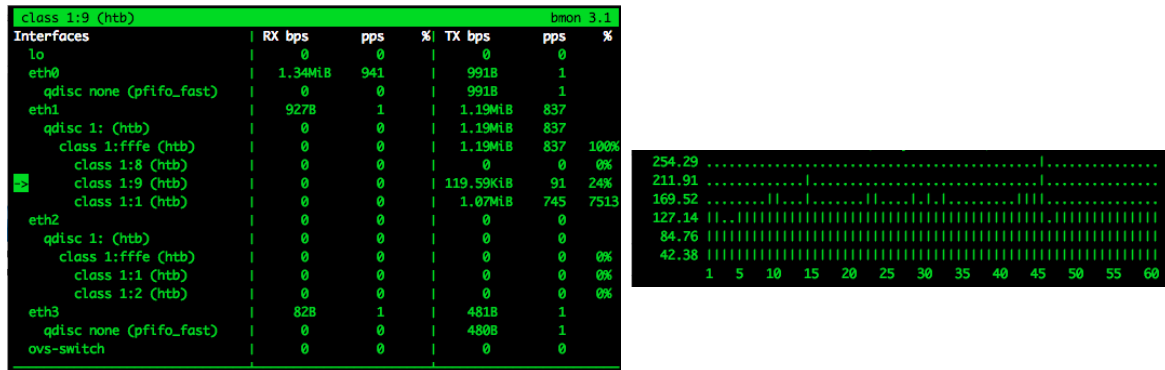 class 1:9 (htb) bmon 3.1
Interfaces | RX bps pps %| TX bps pps %
lo | 0 0 | 0 0
eth0 | 1.34MiB 941 | 991B 1
qdisc none (pfifo_fast) | 0 0 | 991B 1
eth1 | 927B 1 | 1.19MiB 837
qdisc 1: (htb) | 0 0 | 1.19MiB 837
class 1:fffe (htb) | 0 0 | 1.19MiB 837 100%
class 1:8 (htb) | 0 0 | 0 0 0%
-> class 1:9 (htb) | 0 0 | 119.59KiB 91 24%
class 1:1 (htb) | 0 0 | 1.07MiB 745 7513
eth2 | 0 0 | 0 0
qdisc 1: (htb) | 0 0 | 0 0
class 1:fffe (htb) | 0 0 | 0 0 0%
class 1:1 (htb) | 0 0 | 0 0 0%
class 1:2 (htb) | 0 0 | 0 0 0%
eth3 | 82B 1 | 481B 1
qdisc none (pfifo_fast) | 0 0 | 480B 1
ovs-switch | 0 0 | 0 0
254.29 ............................................|...............
211.91 .............|..............................|...............
169.52 ........||...|.......||....|.|.|.........||||...............
127.14 ||..|||||||||||||||||||||||||||||||||||||||||.||||||||||||||
84.76 ||||||||||||||||||||||||||||||||||||||||||||||||||||||||||||
42.38 ||||||||||||||||||||||||||||||||||||||||||||||||||||||||||||
1 5 10 15 20 25 30 35 40 45 50 55 60